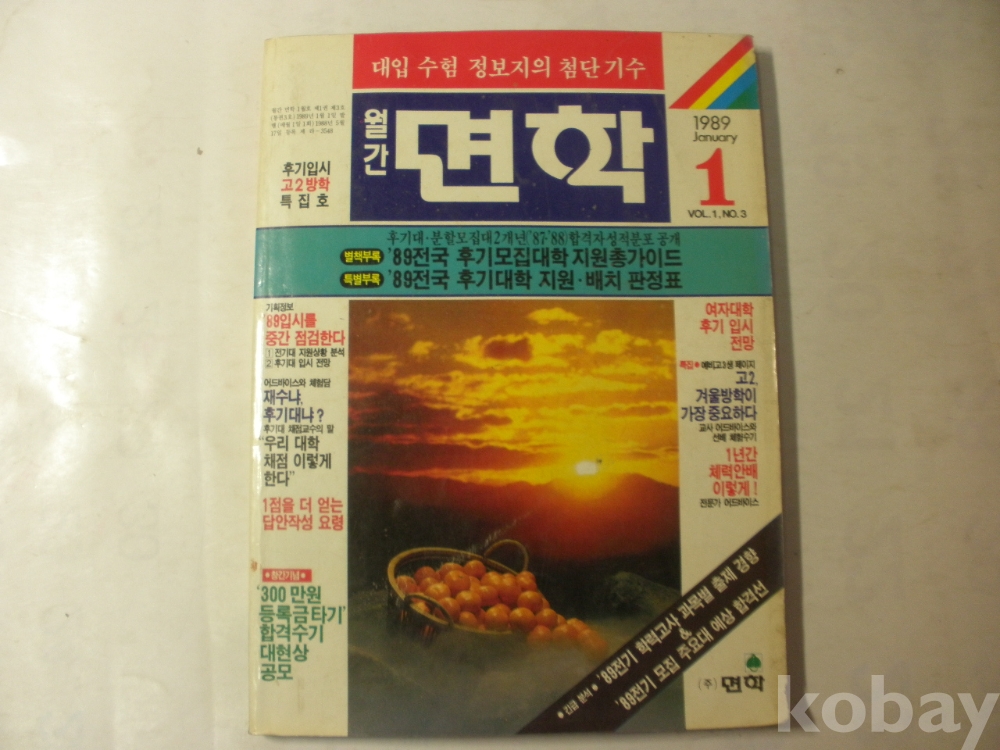 대입 수험 정보지의 첨단기수
월간
면학
1989
January
1
VOL.1, NO.3
후기입시
고2방학
특집호
후기대·분할모집대 2개년('87·'88)합격자성적분포 공개
별책부록 '89전국 후기모집대학 지원총가이드
특별부록 '89전국 후기대학 지원·배치 판정표
기획정보
'89입시를
중간 점검한다
1 전기대 지원상황 분석
2 후기대 입시 전망
어드바이스와 체험담
재수냐,
후기대냐?
후기대 채점교수의 말
"우리 대학
채점 이렇게
한다"
1점을 더 얻는
답안작성 요령
창간기념
'300만원
등록금타기'
합격수기
대현상
공모
여자대학
후기 입시
전망
특집 예비고3생 페이지
고2,
겨울방학이
가장 중요하다
교사 어드바이스와
선배 체험수기
1년간
체력안배
이렇게!
전문가 어드바이스
긴급 분석 '89전기 학력고사 과목별 출제 경향
&
'89전기 모집 주요대 예상 합격선
(주) 면학
kobay